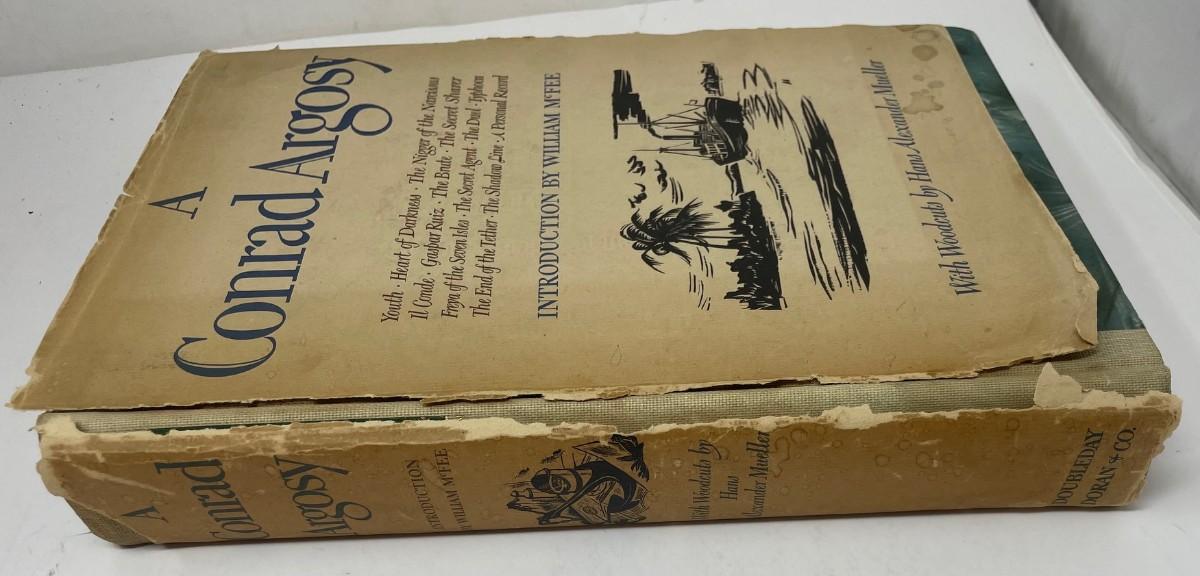 A
Conrad Argosy
Youth · Heart of Darkness · The Nigger of the Narcissus
Il Conde · Gaspar Ruiz · The Brute · The Secret Sharer
Freya of the Seven Isles · The Secret Agent · The Duel · Typhoon
The End of the Tether · The Shadow Line · A Personal Record
INTRODUCTION BY WILLIAM McFEE
With Woodcuts by Hans Alexander Mueller
A
Conrad
Argosy
INTRODUCTION
BY WILLIAM McFEE
With Woodcuts by
Hans
Alexander Mueller
DOUBLEDAY
DORAN & CO.